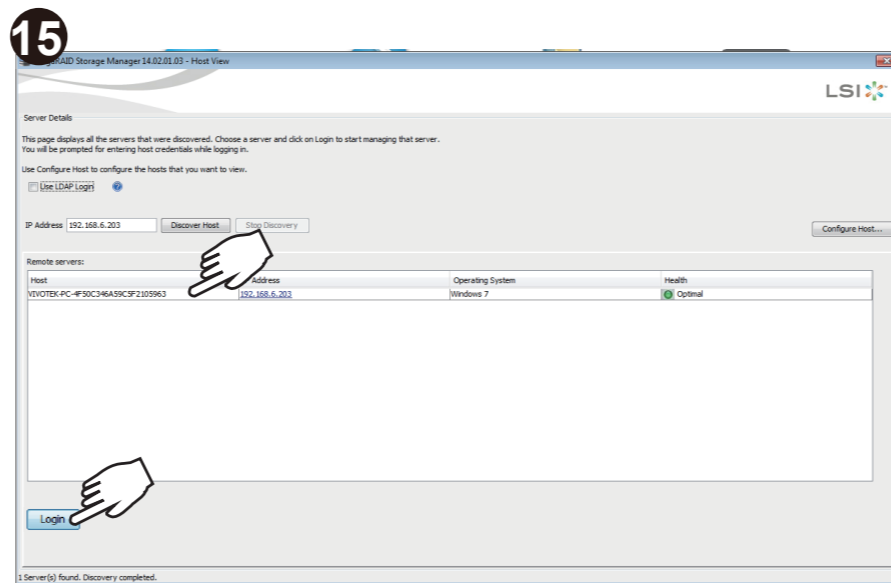 15
RAID Storage Manager 14.02.01.03 - Host View
LSI
Server Details
This page displays all the servers that were discovered. Choose a server and click on Login to start managing that server.
You will be prompted for entering host credentials while logging in.
Use Configure Host to configure the hosts that you want to view.
Use LDAP Login
IP Address 192.168.6.203 Discover Host Stop Discovery
Configure Host...
Remote servers:
Host Address Operating System Health
VIVOTEK-PC-4F50C346A59C5F2105963 192.168.6.203 Windows 7 Optimal
Login
1 Server(s) found. Discovery completed.